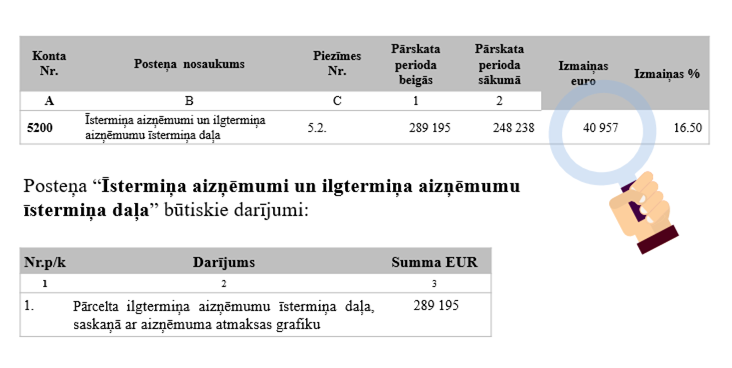 Konta Nr. Posteņa nosaukums Piezīmes Nr. Pārskata perioda beigās Pārskata perioda sākumā Izmaiņas euro Izmaiņas %
A B C 1 2
5200 Īstermiņa aizņēmumi un ilgtermiņa aizņēmumu īstermiņa daļa 5.2. 289 195 248 238 40 957 16.50
Posteņa “Īstermiņa aizņēmumi un ilgtermiņa aizņēmumu
īstermiņa daļa” būtiskie darījumi:
Nr.p/k Darījums Summa EUR
1 2 3
1. Pārcelta ilgtermiņa aizņēmumu īstermiņa daļa, 289 195
saskaņā ar aizņēmuma atmaksas grafiku